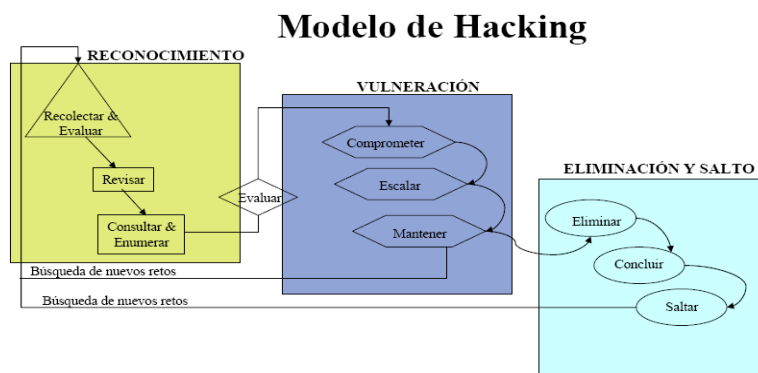 Modelo de Hacking
RECONOCIMIENTO
Recolectar &
Evaluar
Revisar
Consultar &
Enumerar
Evaluar
VULNERACIÓN
Comprometer
Escalar
Mantener
ELIMINACIÓN Y SALTO
Eliminar
Concluir
Saltar
Búsqueda de nuevos retos
Búsqueda de nuevos retos